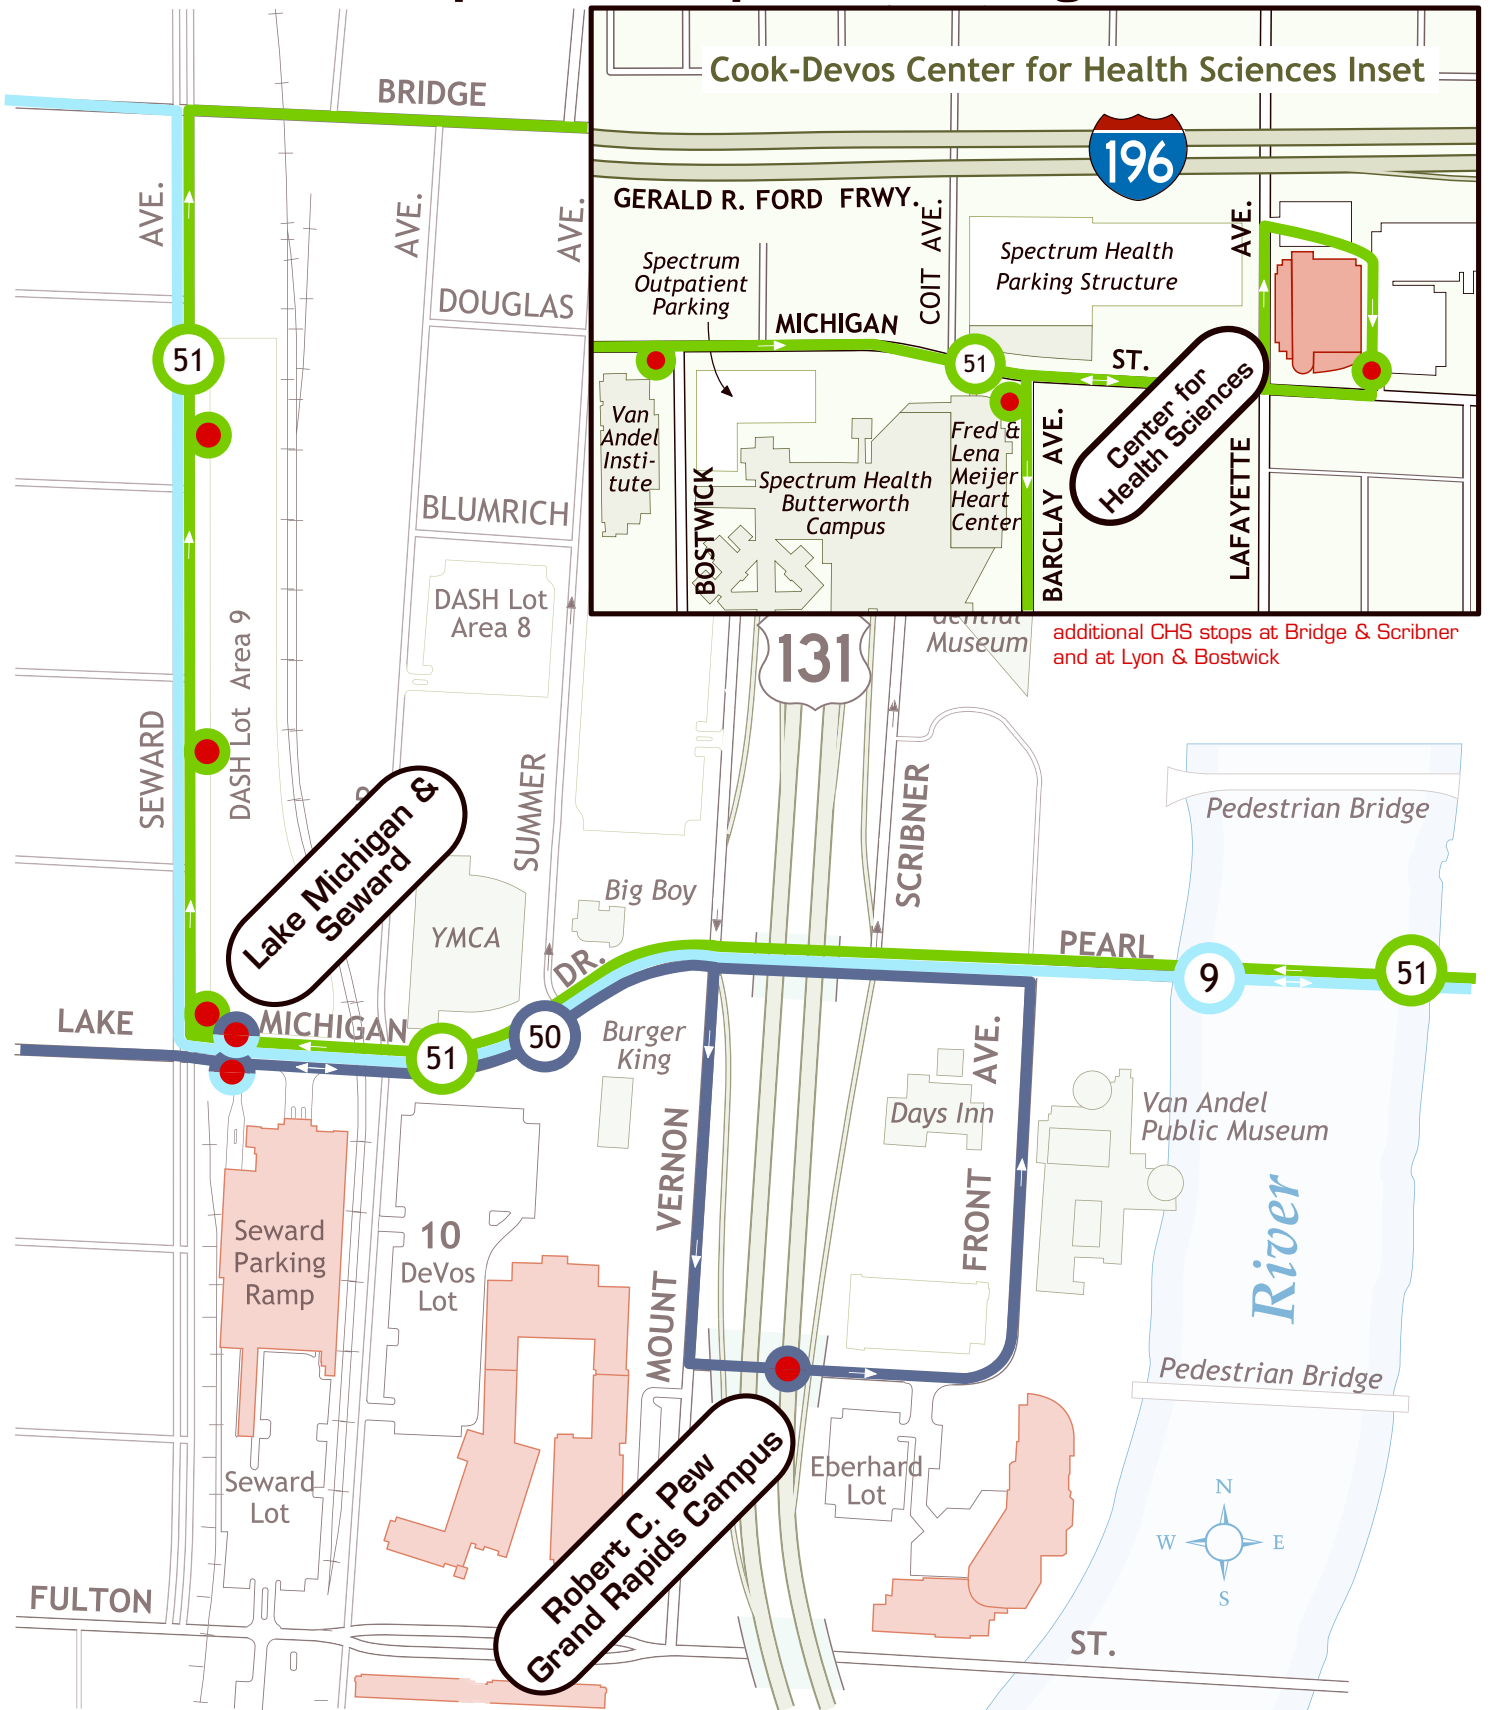 Cook-Devos Center for Health Sciences Inset
196
GERALD R. FORD FRWY.
COIT AVE.
AVE.
Spectrum
Outpatient
Parking
Spectrum Health
Parking Structure
MICHIGAN
ST.
51
Van
Andel
Insti-
tute
BOSTWICK
Spectrum Health
Butterworth
Campus
Fred &
Lena
Meijer
Heart
Center
BARCLAY AVE.
Center for
Health Sciences
LAFAYETTE
additional CHS stops at Bridge & Scribner
and at Lyon & Bostwick
BRIDGE
AVE.
AVE.
AVE.
DOUGLAS
51
BLUMRICH
DASH Lot
Area 8
DASH Lot Area 9
SEWARD
SUMMER
131
Museum
SCRIBNER
Pedestrian Bridge
Lake Michigan &
Seward
Big Boy
YMCA
DR.
PEARL
9
51
LAKE
MICHIGAN
51
50
Burger
King
AVE.
Days Inn
Van Andel
Public Museum
MOUNT VERNON
FRONT
River
Seward
Parking
Ramp
10
DeVos
Lot
Pedestrian Bridge
Robert C. Pew
Grand Rapids Campus
Eberhard
Lot
Seward
Lot
N
W
E
S
FULTON
ST.